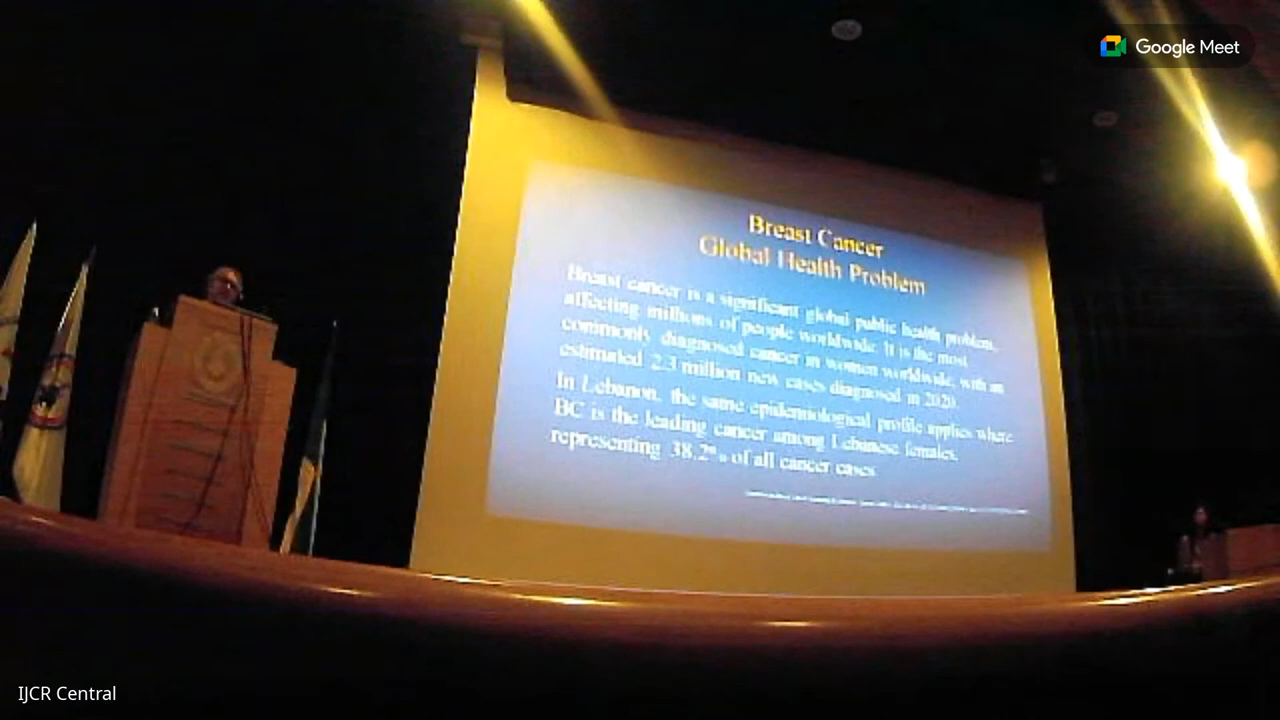 Google Meet
Breast Cancer
Global Health Problem
Breast cancer is a significant global public health problem,
affecting millions of people worldwide. It is the most
commonly diagnosed cancer in women worldwide, with an
estimated 2.3 million new cases diagnosed in 2020.
In Lebanon, the same epidemiological profile applies where
BC is the leading cancer among Lebanese females,
representing 38.2% of all cancer cases
IJCR Central